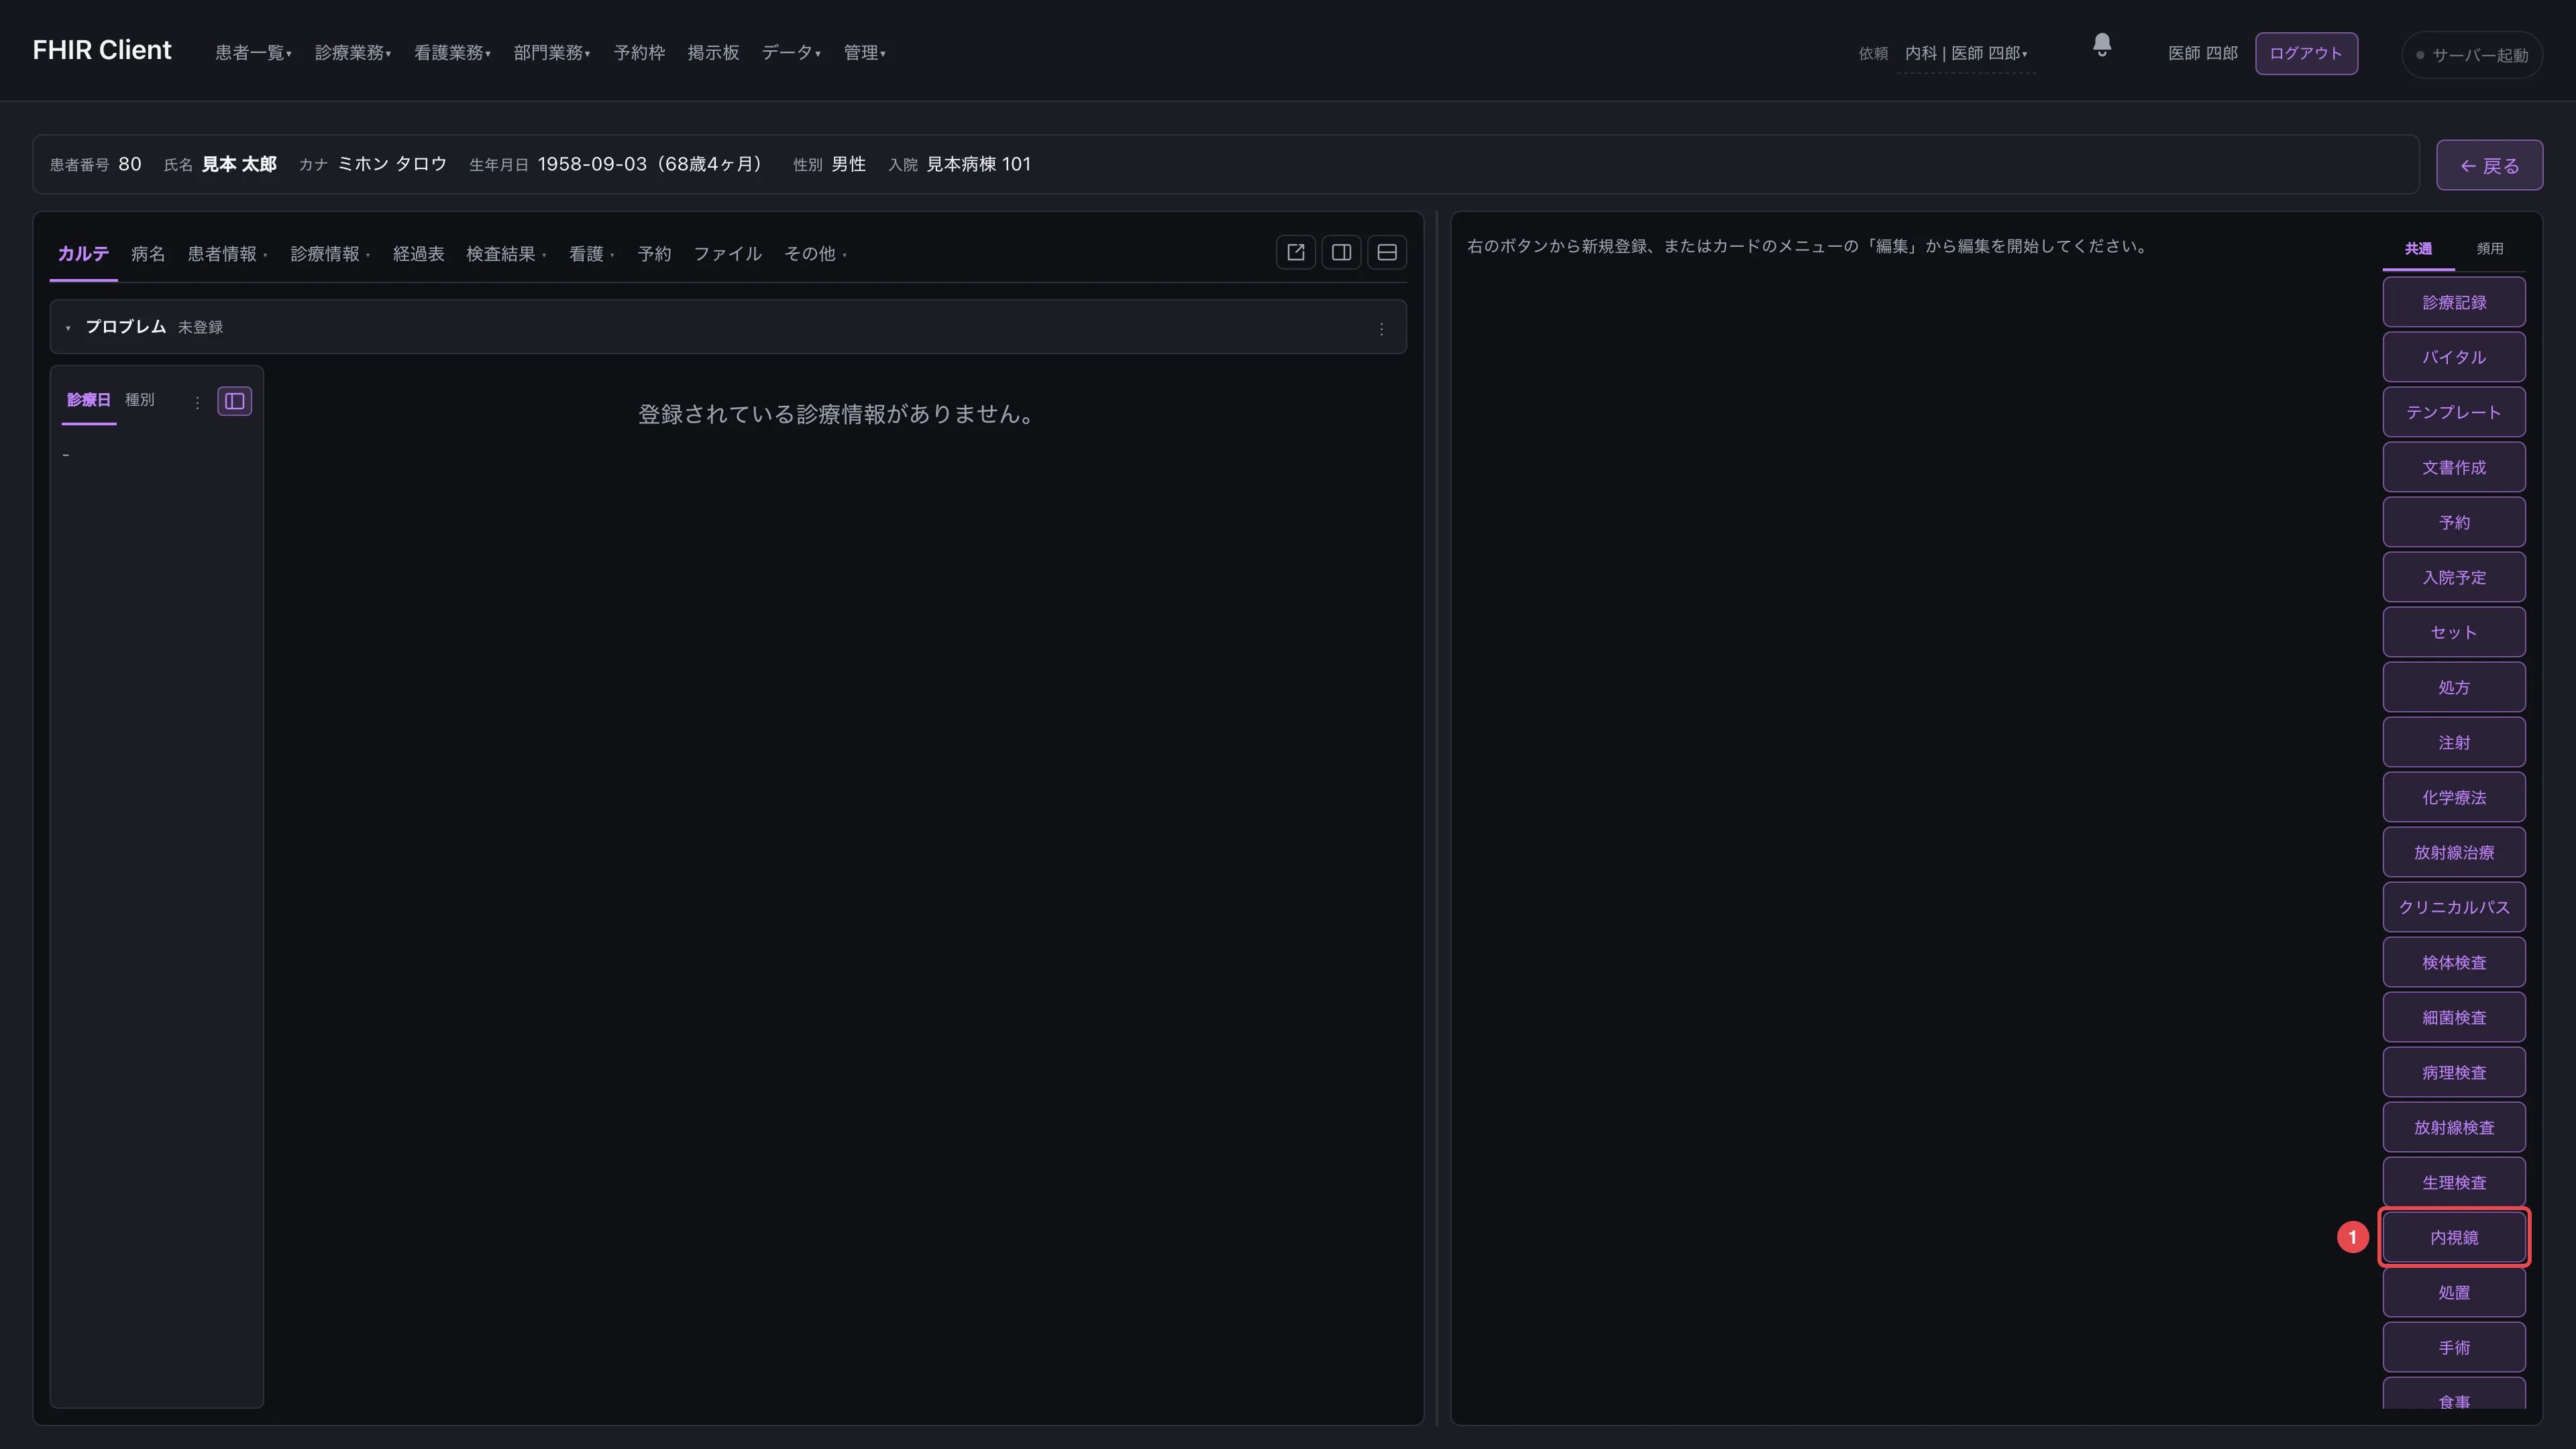 FHIR Client 患者一覧▾ 診療業務▾ 看護業務▾ 部門業務▾ 予約枠 掲示板 データ▾ 管理▾ 依頼 内科 | 医師 四郎▾ 医師 四郎 ログアウト サーバー起動
患者番号 80 氏名 見本 太郎 カナ ミホン タロウ 生年月日 1958-09-03（68歳4ヶ月） 性別 男性 入院 見本病棟 101 ← 戻る
カルテ 病名 患者情報▾ 診療情報▾ 経過表 検査結果▾ 看護▾ 予約 ファイル その他▾
▾ プロブレム 未登録 ⋮
診療日 種別 ⋮
-
登録されている診療情報がありません。
右のボタンから新規登録、またはカードのメニューの「編集」から編集を開始してください。
共通 頻用
診療記録
バイタル
テンプレート
文書作成
予約
入院予定
セット
処方
注射
化学療法
放射線治療
クリニカルパス
検体検査
細菌検査
病理検査
放射線検査
生理検査
1 内視鏡
処置
手術
食事